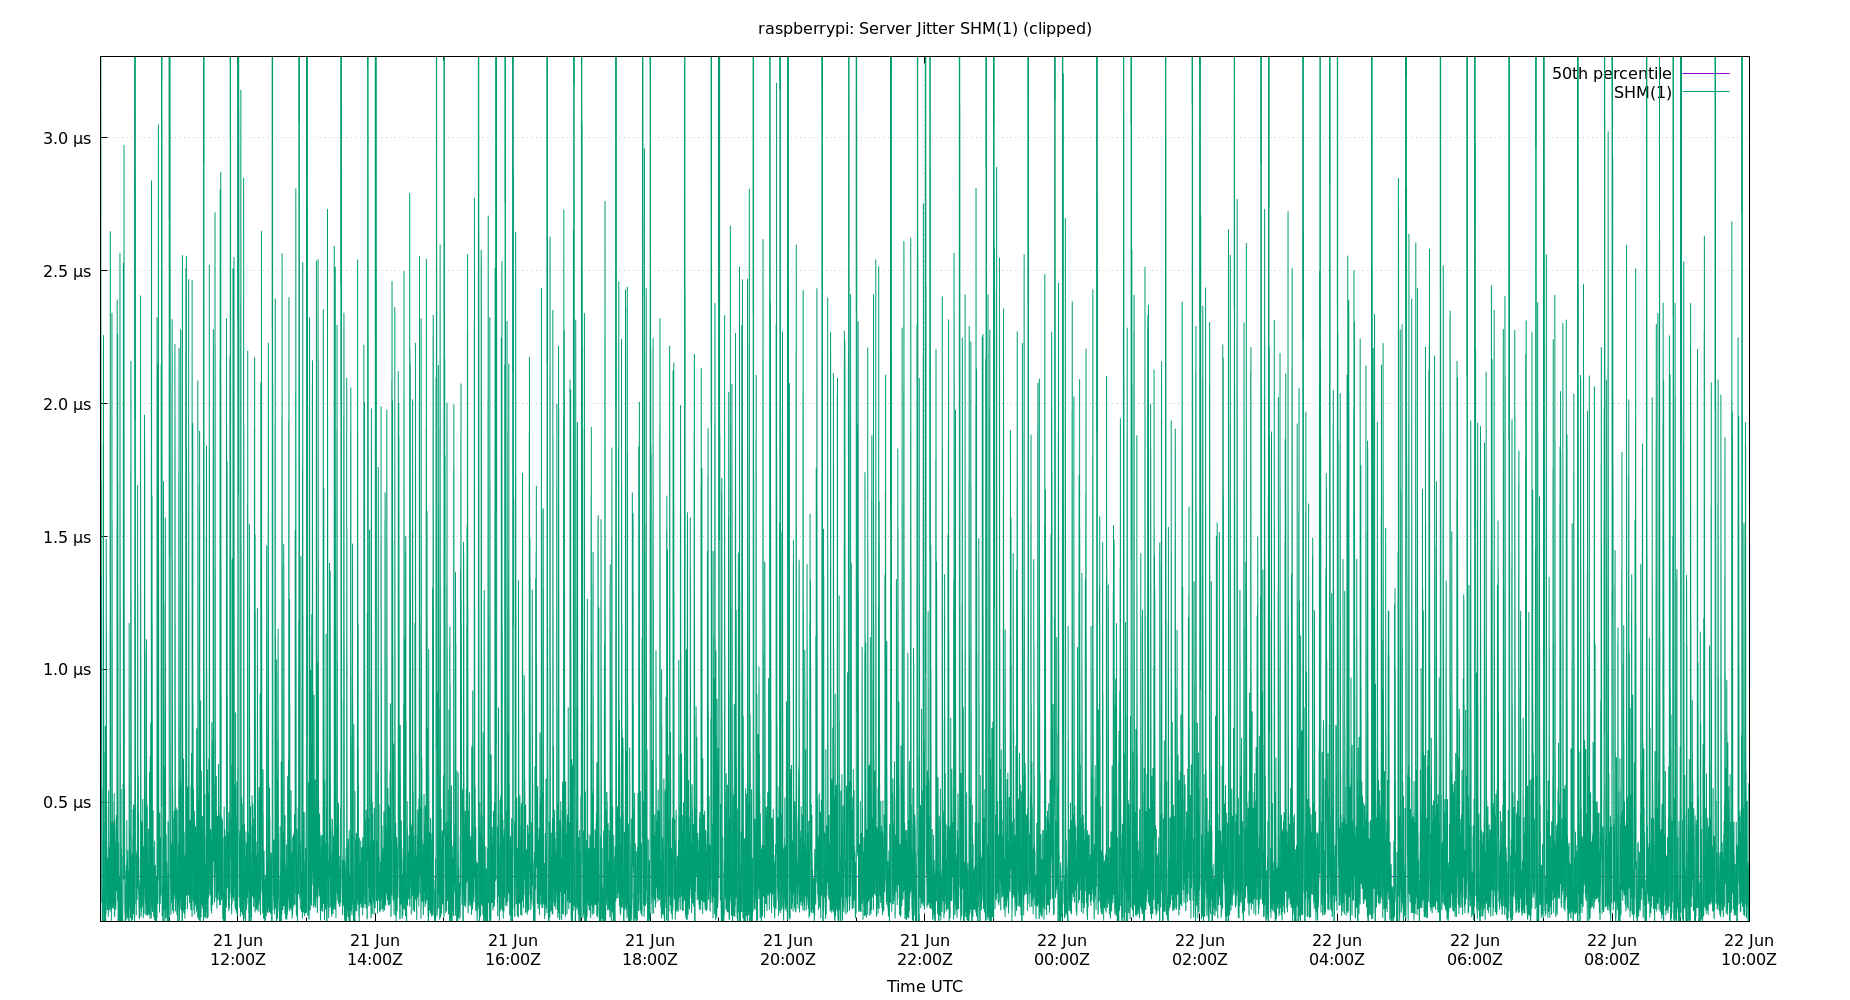 raspberrypi: Server Jitter SHM(1) (clipped)
50th percentile
SHM(1)
3.0 µs
2.5 µs
2.0 µs
1.5 µs
1.0 µs
0.5 µs
21 Jun 21 Jun 21 Jun 21 Jun 21 Jun 21 Jun 22 Jun 22 Jun 22 Jun 22 Jun 22 Jun 22 Jun
12:00Z 14:00Z 16:00Z 18:00Z 20:00Z 22:00Z 00:00Z 02:00Z 04:00Z 06:00Z 08:00Z 10:00Z
Time UTC